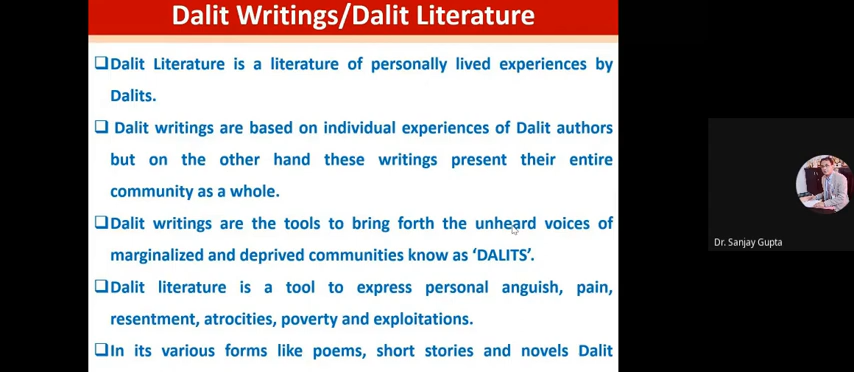 Dalit Writings/Dalit Literature
❑Dalit Literature is a literature of personally lived experiences by
Dalits.
❑ Dalit writings are based on individual experiences of Dalit authors
but on the other hand these writings present their entire
community as a whole.
❑Dalit writings are the tools to bring forth the unheard voices of
marginalized and deprived communities know as ‘DALITS’.
❑Dalit literature is a tool to express personal anguish, pain,
resentment, atrocities, poverty and exploitations.
❑In its various forms like poems, short stories and novels Dalit
Dr. Sanjay Gupta